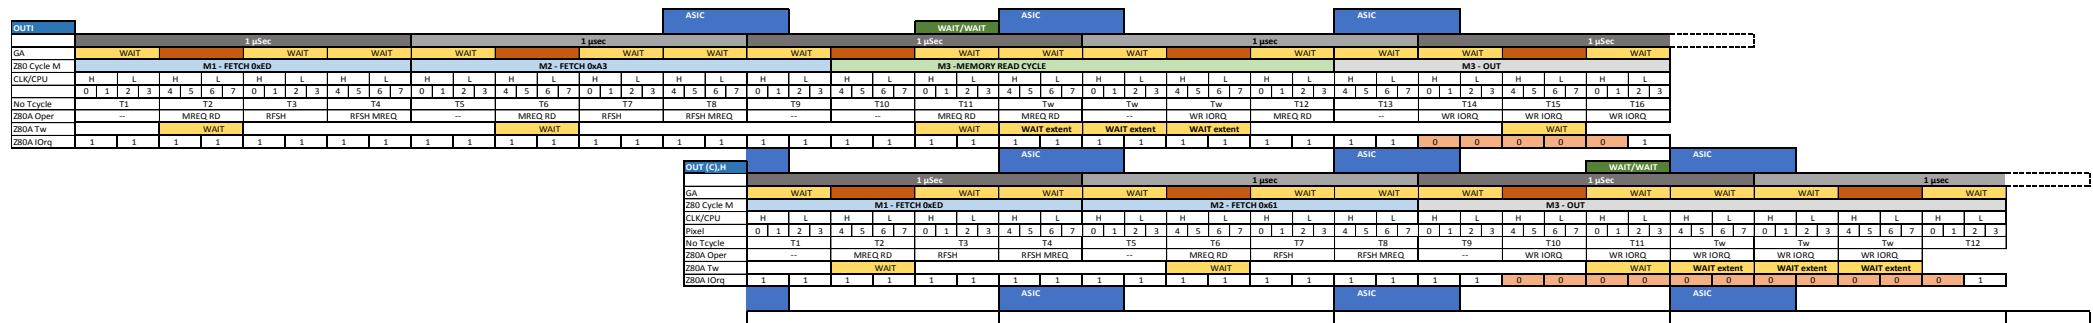 ASIC ASIC ASIC
OUTI WAIT/WAIT
1 µSec 1 µsec 1 µSec 1 µsec 1 µSec
GA WAIT WAIT WAIT WAIT WAIT WAIT WAIT WAIT WAIT WAIT WAIT WAIT WAIT WAIT
Z80 Cycle M M1 - FETCH 0xED M2 - FETCH 0xA3 M3 -MEMORY READ CYCLE M3 - OUT
CLK/CPU H L H L H L H L H L H L H L H L H L H L H L H L H L H L H L H L H L H L H L
0 1 2 3 4 5 6 7 0 1 2 3 4 5 6 7 0 1 2 3 4 5 6 7 0 1 2 3 4 5 6 7 0 1 2 3 4 5 6 7 0 1 2 3 4 5 6 7 0 1 2 3 4 5 6 7 0 1 2 3 4 5 6 7 0 1 2 3 4 5 6 7 0 1 2 3
No Tcycle T1 T2 T3 T4 T5 T6 T7 T8 T9 T10 T11 Tw Tw Tw T12 T13 T14 T15 T16
Z80A Oper -- MREQ RD RFSH RFSH MREQ -- MREQ RD RFSH RFSH MREQ -- -- MREQ RD MREQ RD -- WR IORQ MREQ RD -- WR IORQ WR IORQ WR IORQ
Z80A Tw WAIT WAIT WAIT WAIT extent WAIT extent WAIT extent WAIT
Z80A IOrq 1 1 1 1 1 1 1 1 1 1 1 1 1 1 1 1 1 1 1 1 1 1 1 1 1 1 1 1 1 1 1 1 0 0 0 0 0 1
ASIC ASIC ASIC
OUT (C),H WAIT/WAIT
1 µSec 1 µsec 1 µSec 1 µsec
GA WAIT WAIT WAIT WAIT WAIT WAIT WAIT WAIT WAIT WAIT WAIT
Z80 Cycle M M1 - FETCH 0xED M2 - FETCH 0x61 M3 - OUT
CLK/CPU H L H L H L H L H L H L H L H L H L H L H L H L H L H L H L
Pixel 0 1 2 3 4 5 6 7 0 1 2 3 4 5 6 7 0 1 2 3 4 5 6 7 0 1 2 3 4 5 6 7 0 1 2 3 4 5 6 7 0 1 2 3 4 5 6 7 0 1 2 3 4 5 6 7 0 1 2 3
No Tcycle T1 T2 T3 T4 T5 T6 T7 T8 T9 T10 T11 Tw Tw Tw T12
Z80A Oper -- MREQ RD RFSH RFSH MREQ -- MREQ RD RFSH RFSH MREQ -- WR IORQ WR IORQ WR IORQ WR IORQ WR IORQ
Z80A Tw WAIT WAIT WAIT WAIT extent WAIT extent WAIT extent
Z80A IOrq 1 1 1 1 1 1 1 1 1 1 1 1 1 1 1 1 1 1 0 0 0 0 0 0 0 0 0 0 0 1
ASIC ASIC ASIC